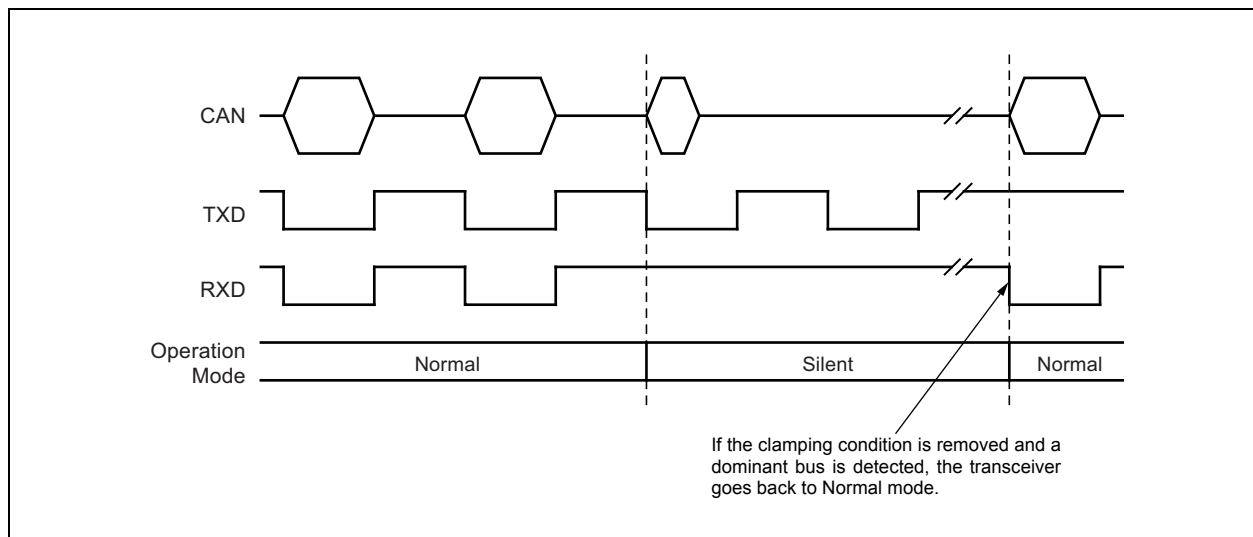 CAN
TXD
RXD
Operation
Mode
Normal
Silent
Normal
If the clamping condition is removed and a
dominant bus is detected, the transceiver
goes back to Normal mode.